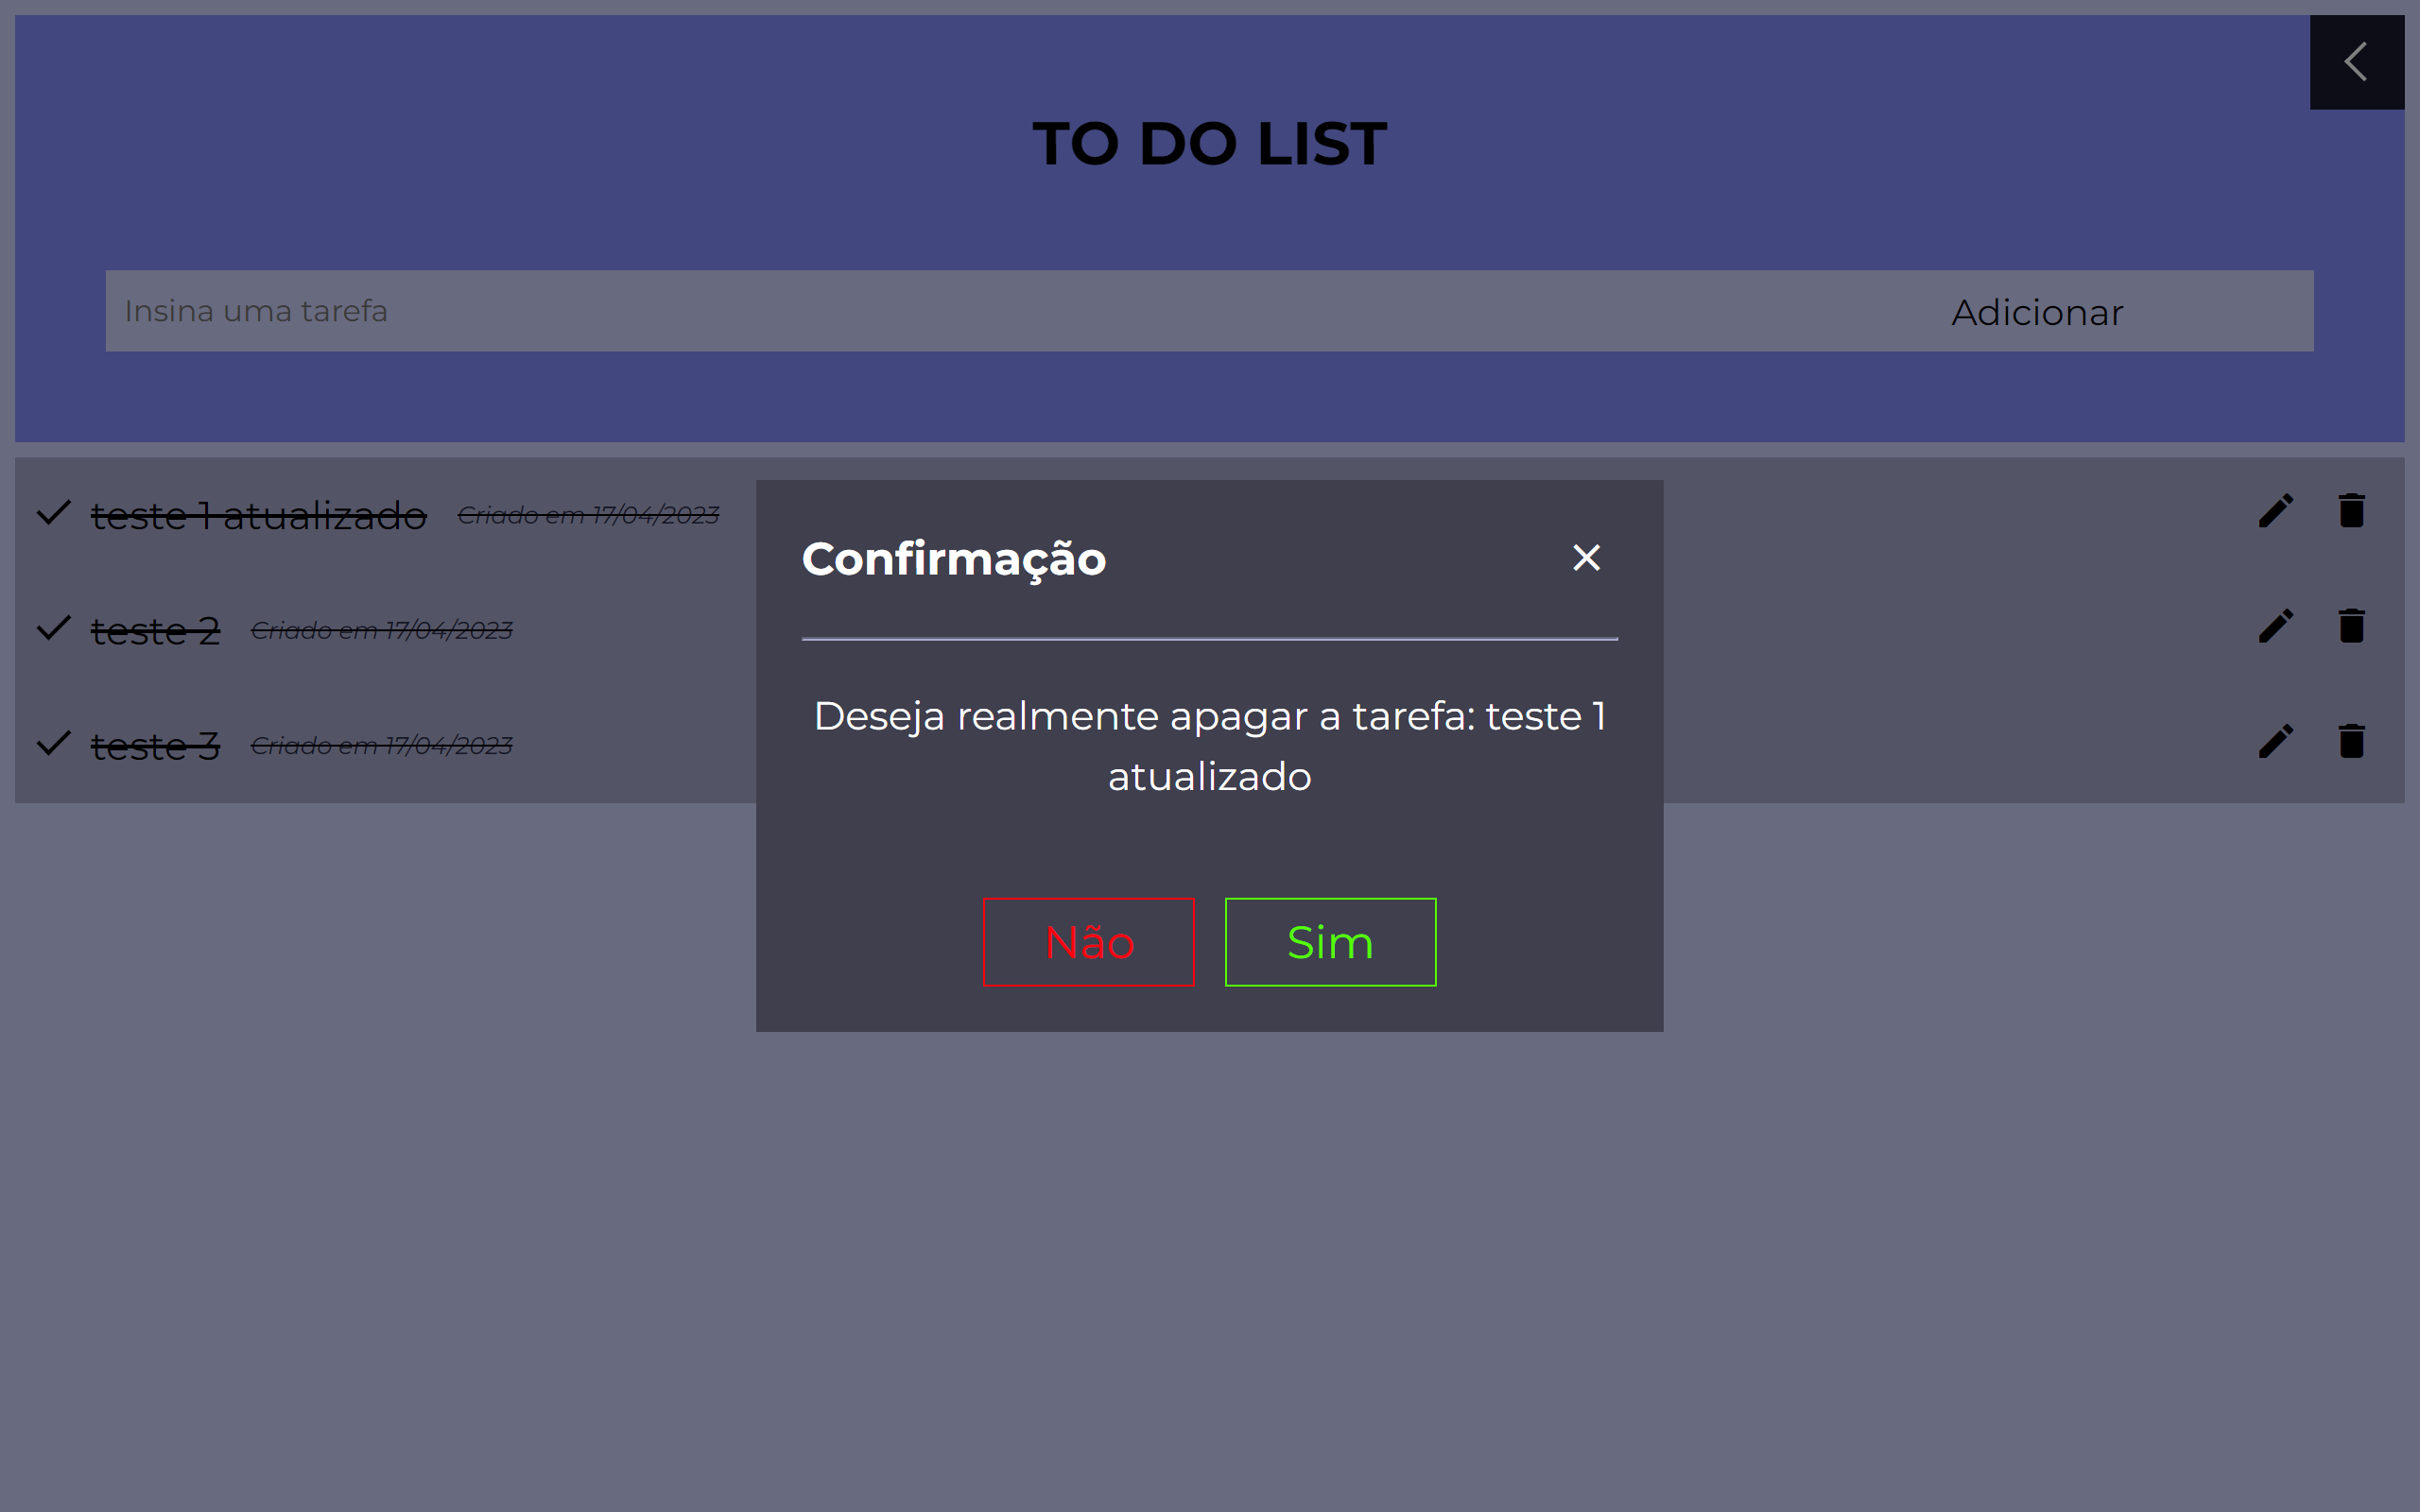 TO DO LIST
Insina uma tarefa
Adicionar
teste 1 atualizado Criado em 17/04/2023
teste 2 Criado em 17/04/2023
teste 3 Criado em 17/04/2023
Confirmação
Deseja realmente apagar a tarefa: teste 1
atualizado
Não
Sim